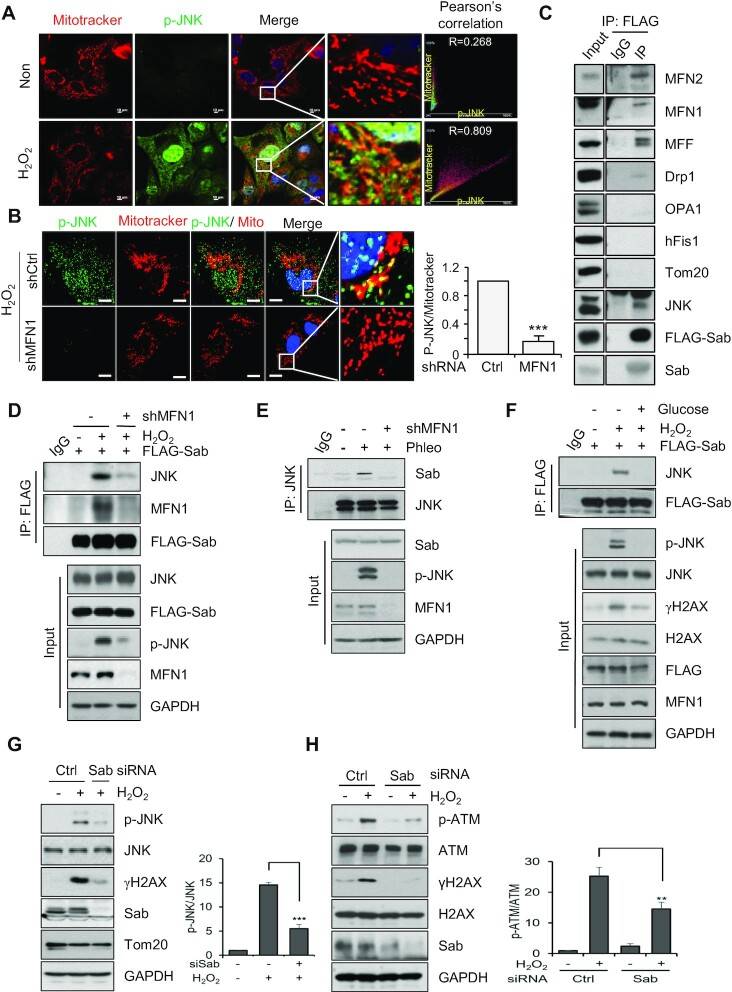 A
Mitotracker
p-JNK
Merge
Pearson's
correlation
Non
R=0.268
Mitotracker
p-JNK
H2O2
R=0.809
Mitotracker
p-JNK
B
p-JNK
Mitotracker
p-JNK/ Mito
Merge
H2O2
shCtrl
shMFN1
P-JNK/Mitotracker
1.2
0.8
0.4
0
***
shRNA
Ctrl
MFN1
C
IP: FLAG
Input
IgG
IP
MFN2
MFN1
MFF
Drp1
OPA1
hFis1
Tom20
JNK
FLAG-Sab
Sab
D
- + shMFN1
- + + H2O2
IgG + + + FLAG-Sab
IP: FLAG
JNK
MFN1
FLAG-Sab
Input
JNK
FLAG-Sab
p-JNK
MFN1
GAPDH
E
IgG
- - + shMFN1
- + + Phleo
IP: JNK
Sab
JNK
Input
Sab
p-JNK
MFN1
GAPDH
F
- - + Glucose
- + + H2O2
IgG + + + FLAG-Sab
IP: FLAG
JNK
FLAG-Sab
Input
p-JNK
JNK
γH2AX
H2AX
FLAG
MFN1
GAPDH
G
Ctrl Sab siRNA
- + + H2O2
p-JNK
JNK
γH2AX
Sab
Tom20
GAPDH
p-JNK/JNK
20
15
10
5
0
***
siSab - - +
H2O2 - + +
H
Ctrl Sab siRNA
- + - + H2O2
p-ATM
ATM
γH2AX
H2AX
Sab
GAPDH
p-ATM/ATM
30
20
10
0
**
H2O2 - + - +
siRNA Ctrl Sab